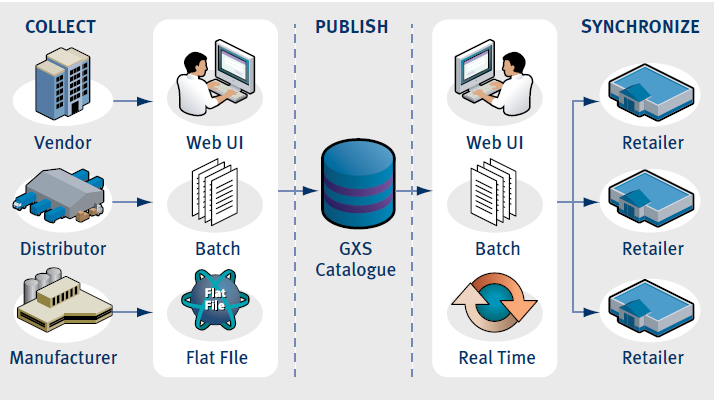 COLLECT
PUBLISH
SYNCHRONIZE
Vendor
Web UI
Web UI
Retailer
Distributor
Batch
GXS
Catalogue
Batch
Retailer
Flat
File
Manufacturer
Flat FIle
Real Time
Retailer